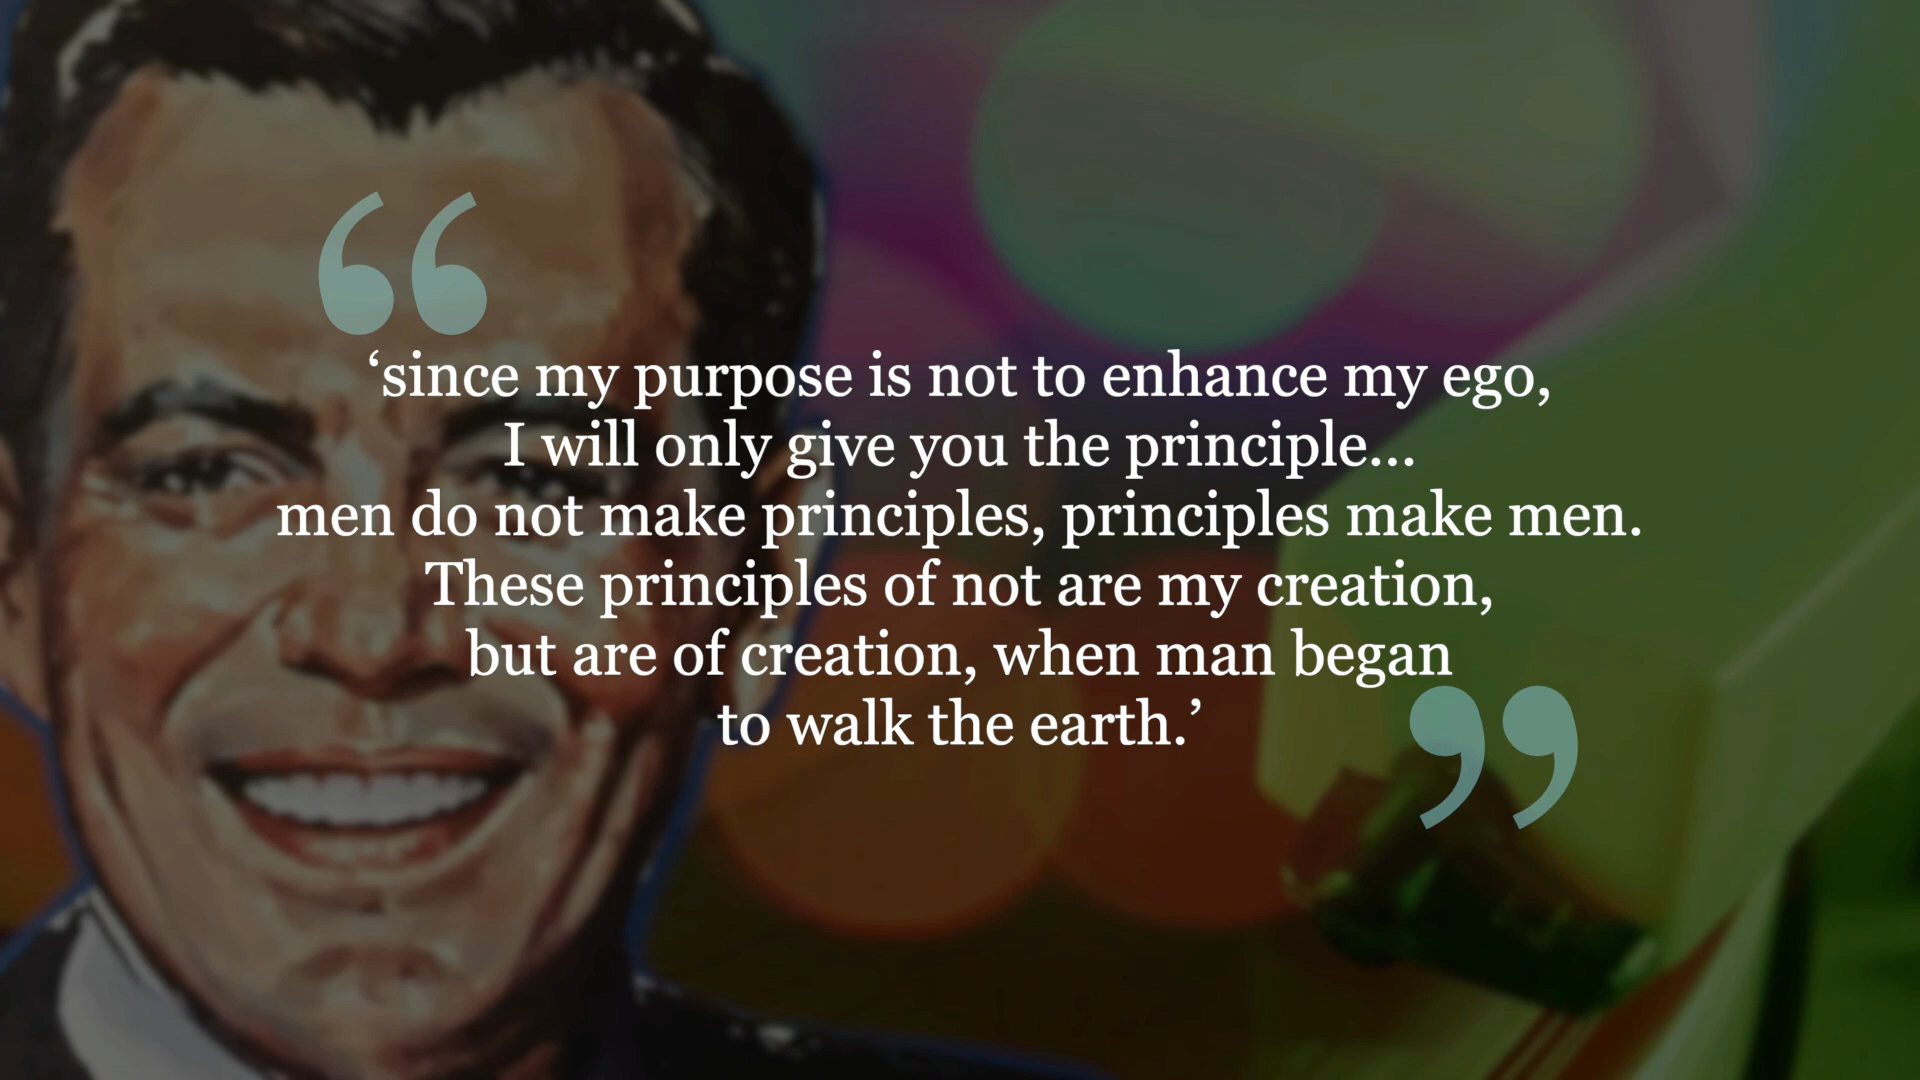 “
‘since my purpose is not to enhance my ego,
I will only give you the principle...
men do not make principles, principles make men.
These principles of not are my creation,
but are of creation, when man began
to walk the earth.’
”